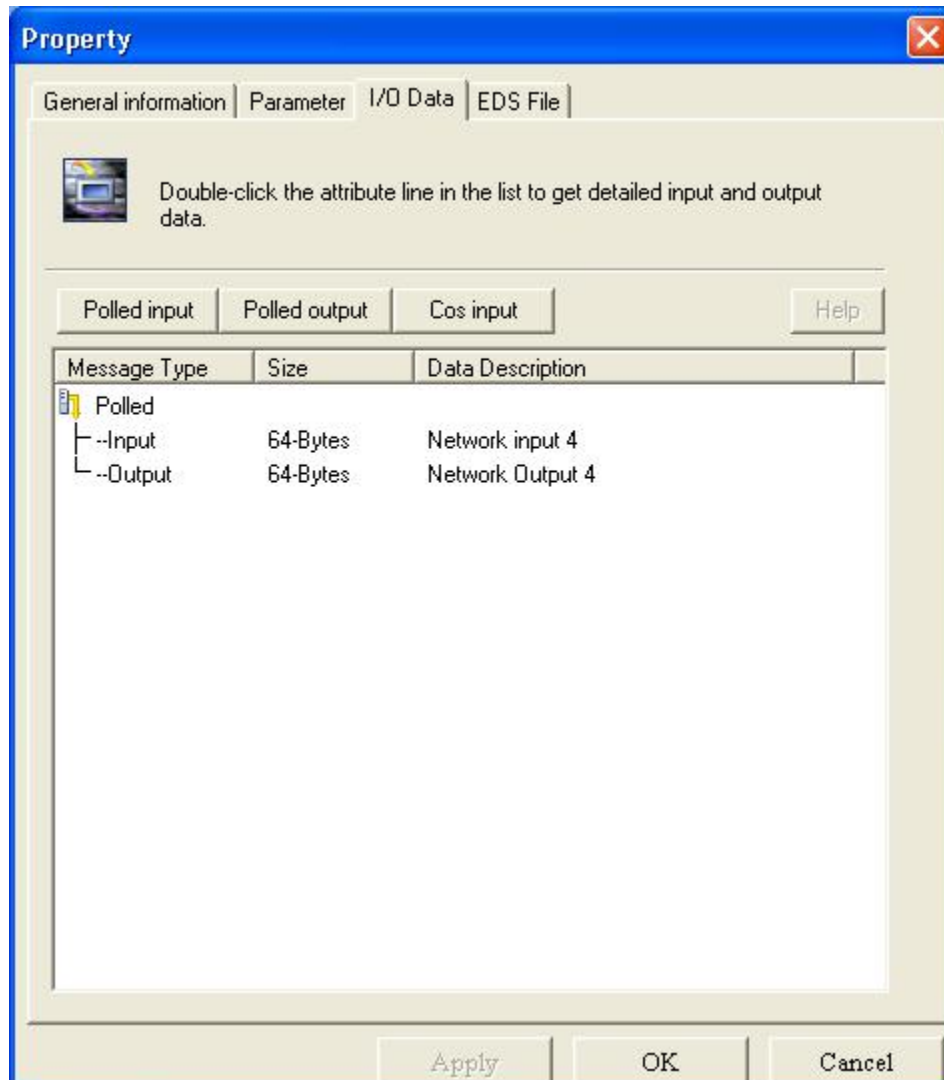 Property
General information Parameter I/O Data EDS File
Double-click the attribute line in the list to get detailed input and output
data.
Polled input Polled output Cos input Help
Message Type Size Data Description
Polled
--Input 64-Bytes Network input 4
--Output 64-Bytes Network Output 4
Apply OK Cancel